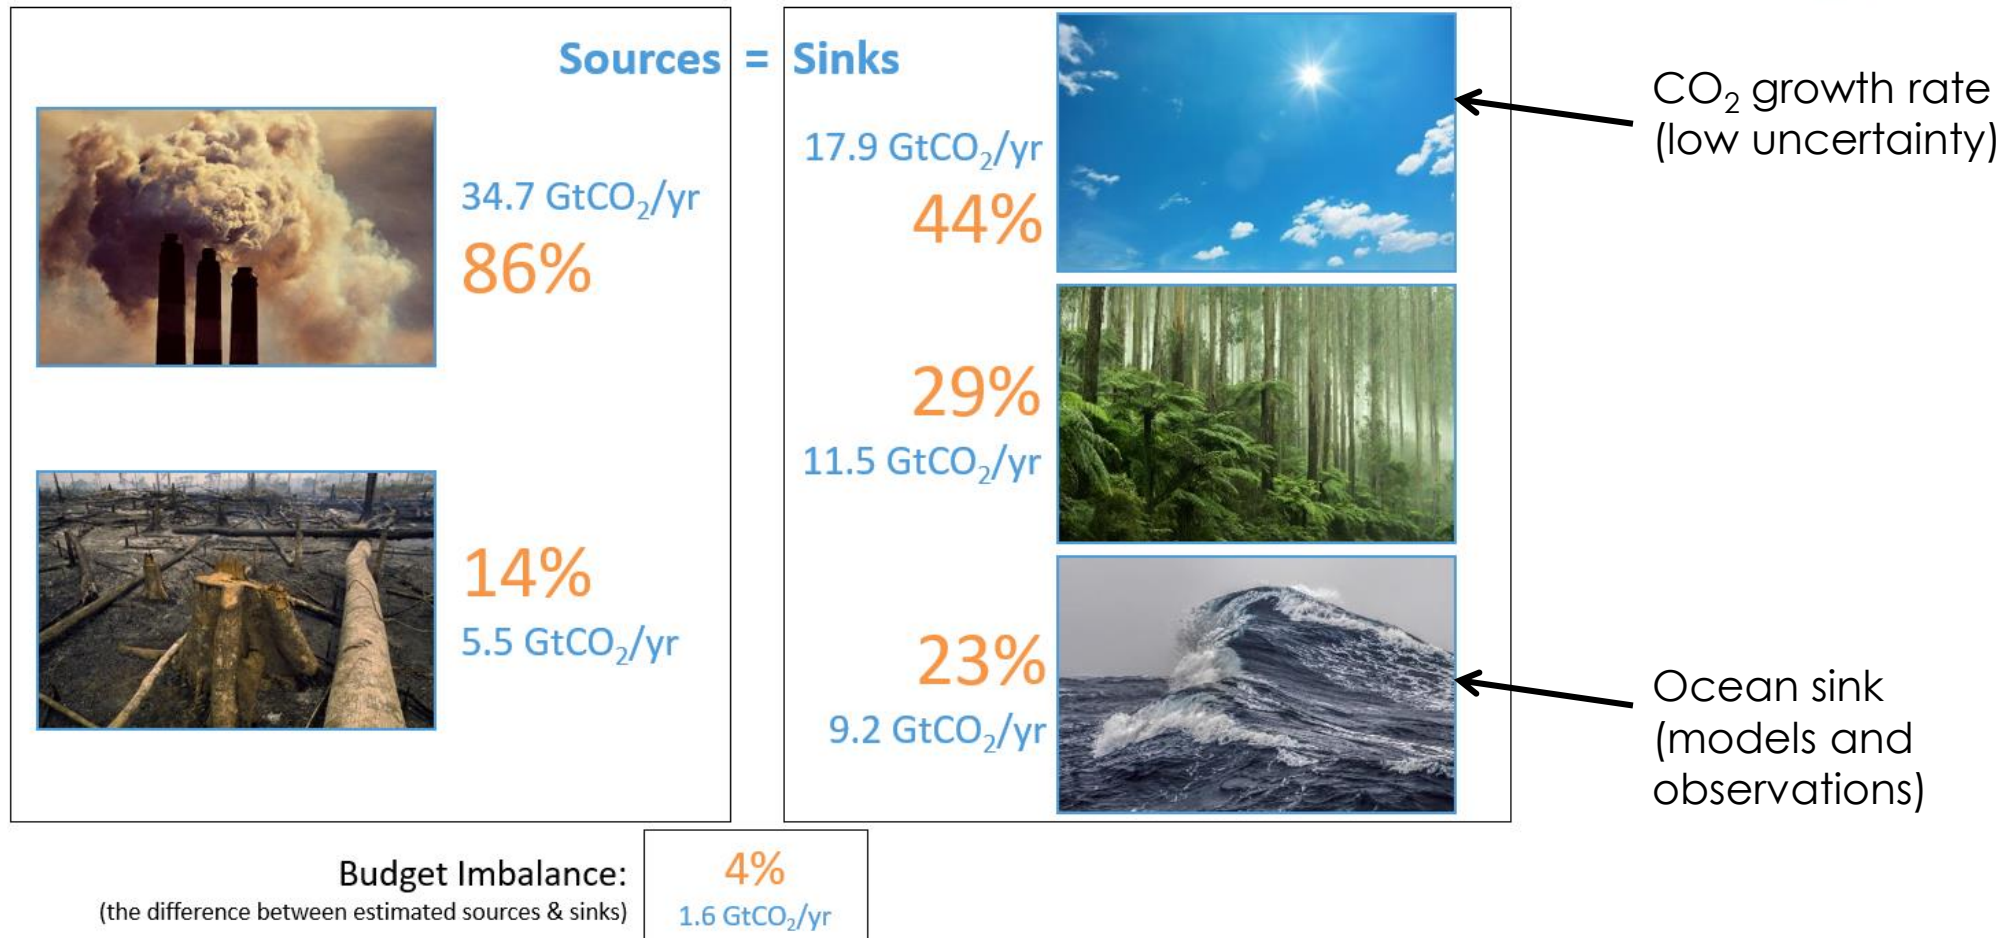 Sources = Sinks
34.7 GtCO₂/yr
86%
14%
5.5 GtCO₂/yr
17.9 GtCO₂/yr
44%
29%
11.5 GtCO₂/yr
23%
9.2 GtCO₂/yr
CO₂ growth rate
(low uncertainty)
Ocean sink
(models and
observations)
Budget Imbalance:
(the difference between estimated sources & sinks)
4%
1.6 GtCO₂/yr